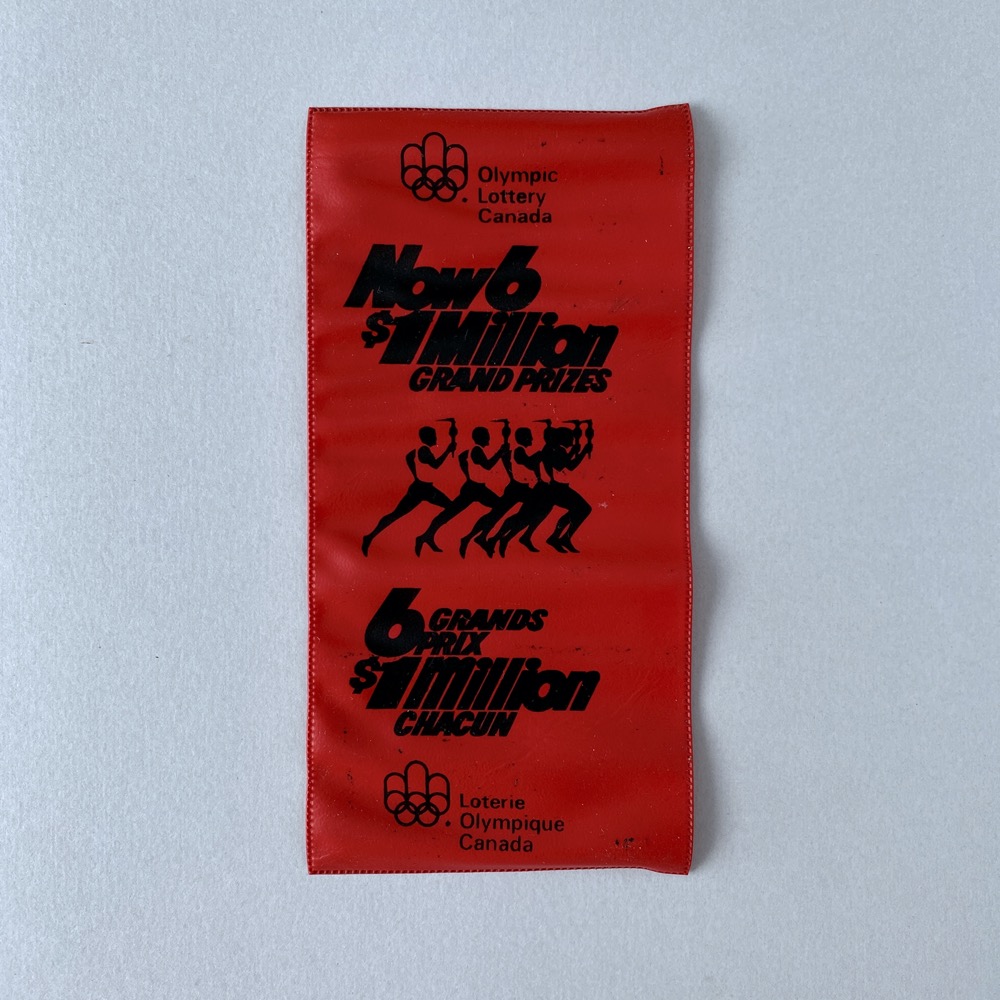 Olympic
Lottery
Canada
Now 6
$1 Million
GRAND PRIZES
6 GRANDS
PRIX
$1 Million
CHACUN
Loterie
Olympique
Canada